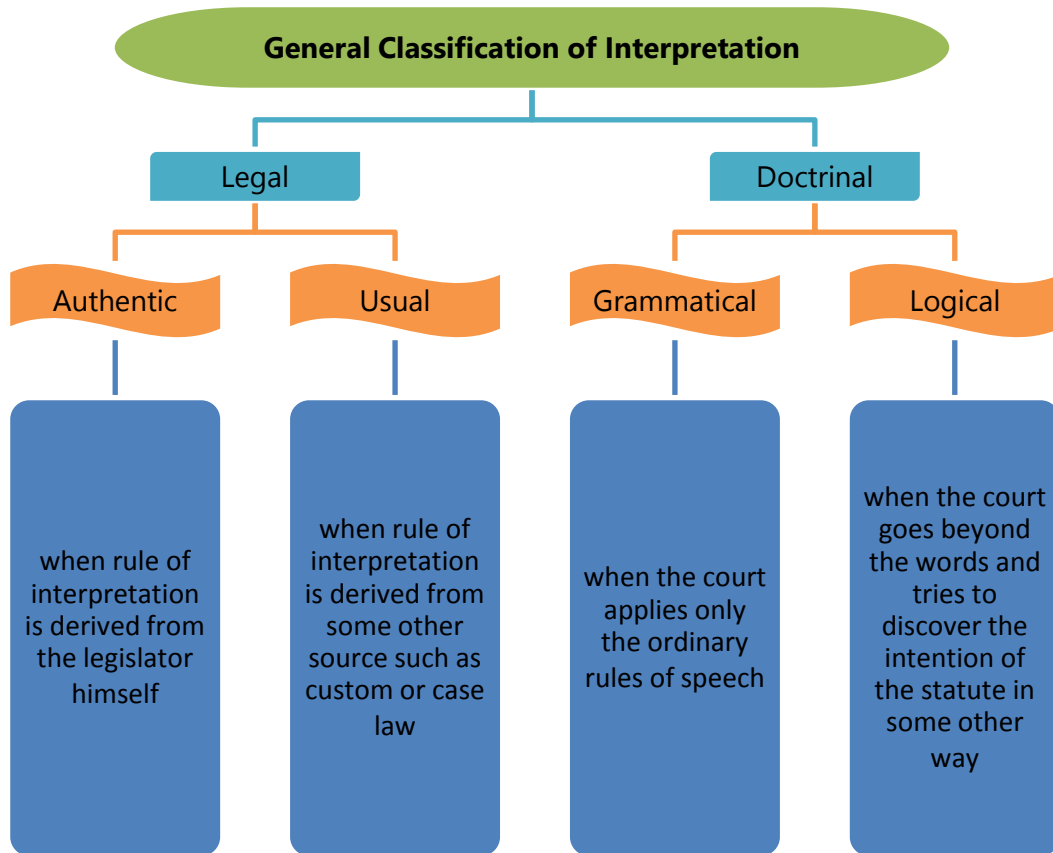 General Classification of Interpretation
Legal
Doctrinal
Authentic
Usual
Grammatical
Logical
when rule of
interpretation
is derived from
the legislator
himself
when rule of
interpretation
is derived from
some other
source such as
custom or case
law
when the court
applies only
the ordinary
rules of speech
when the court
goes beyond
the words and
tries to
discover the
intention of
the statute in
some other
way